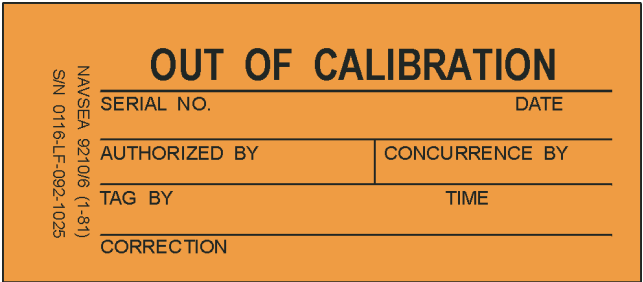 OUT OF CALIBRATION
SERIAL NO. DATE
AUTHORIZED BY CONCURRENCE BY
TAG BY TIME
CORRECTION
NAVSEA 9210/6 (1-81)
S/N 0116-LF-092-1025